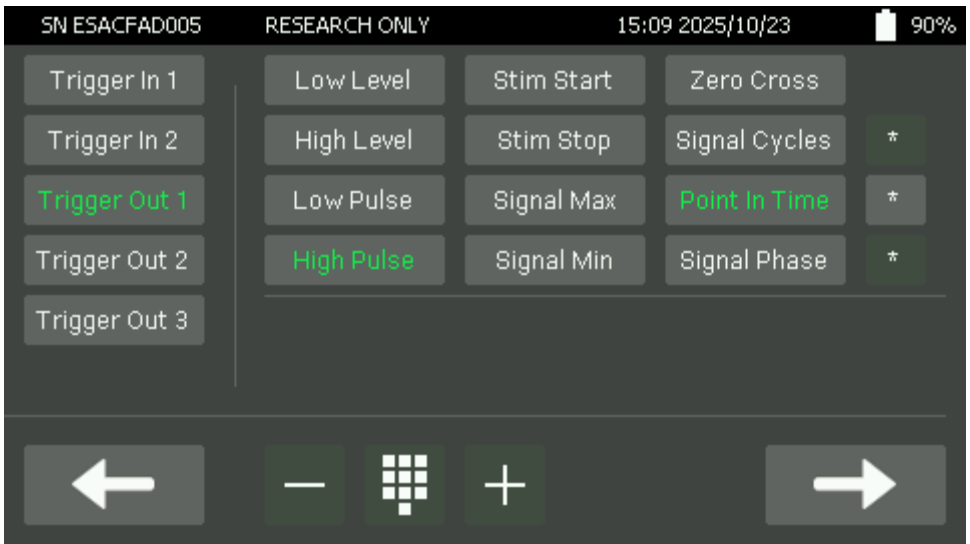 SN ESACFAD005 RESEARCH ONLY 15:09 2025/10/23 90%
Trigger In 1 Low Level Stim Start Zero Cross
Trigger In 2 High Level Stim Stop Signal Cycles *
Trigger Out 1 Low Pulse Signal Max Point In Time *
Trigger Out 2 High Pulse Signal Min Signal Phase *
Trigger Out 3